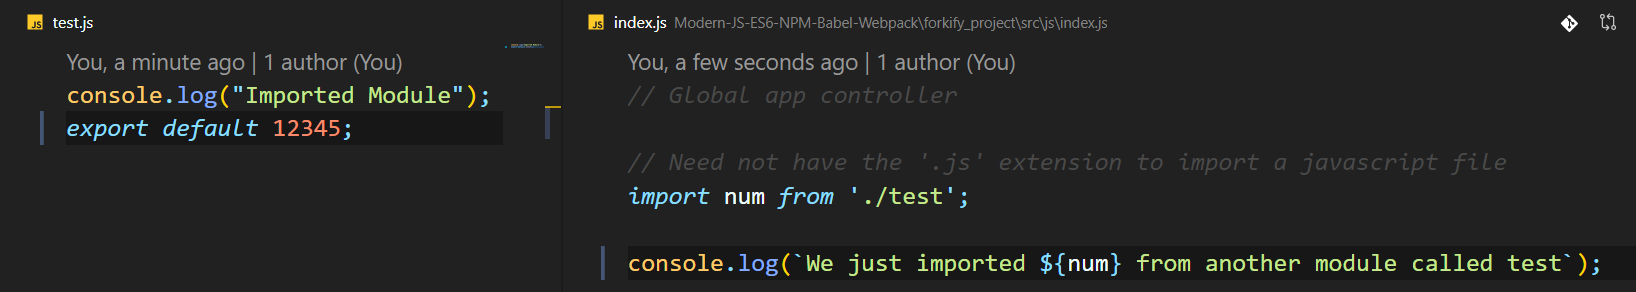 JS test.js
You, a minute ago | 1 author (You)
console.log("Imported Module");
export default 12345;
JS index.js Modern-JS-ES6-NPM-Babel-Webpack\forkify_project\src\js\index.js
You, a few seconds ago | 1 author (You)
// Global app controller
// Need not have the '.js' extension to import a javascript file
import num from './test';
console.log(`We just imported ${num} from another module called test`);